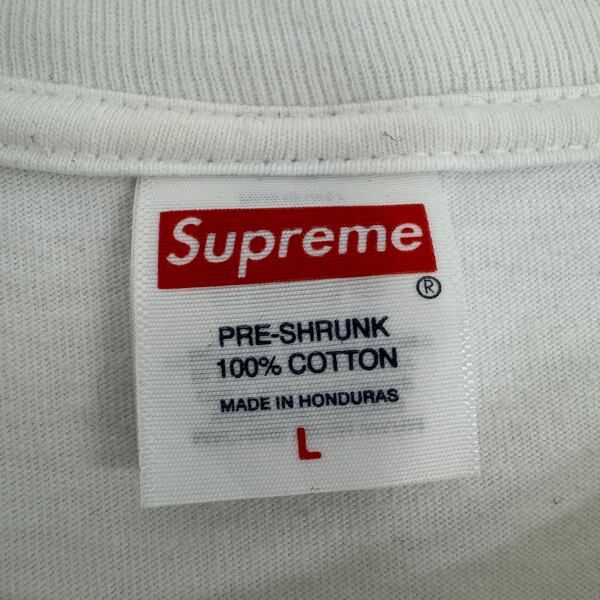 Supreme
®
PRE-SHRUNK
100% COTTON
MADE IN HONDURAS
L